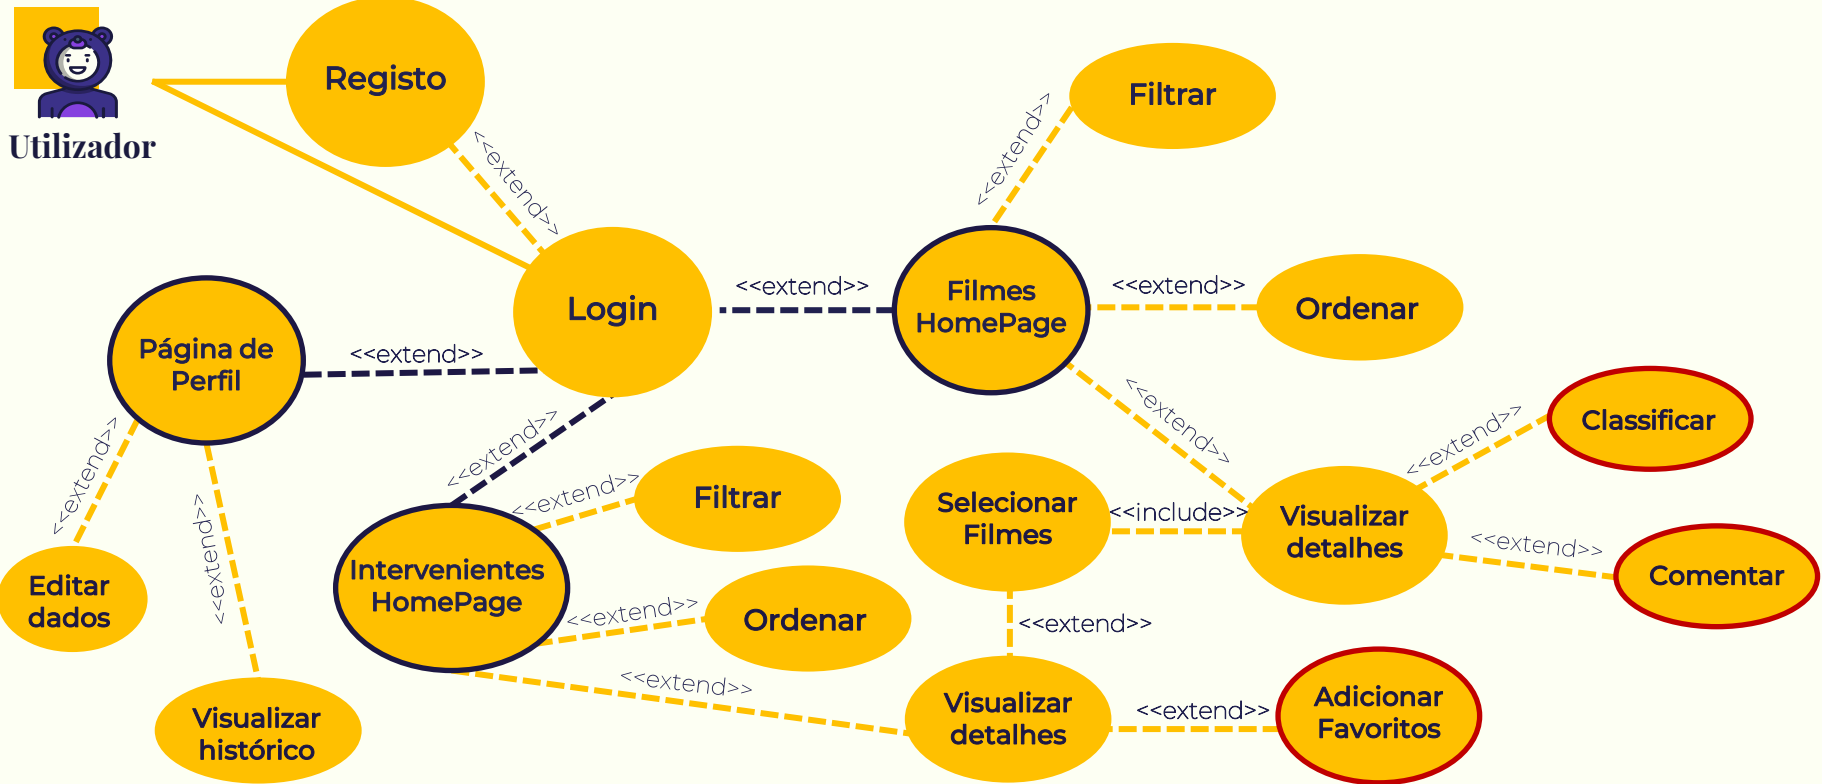 Utilizador
Registo
<<extend>>
Filtrar
<<extend>>
Login
<<extend>>
Filmes
HomePage
<<extend>>
Ordenar
Página de
Perfil
<<extend>>
<<extend>>
<<extend>>
Classificar
<<extend>>
<<extend>>
<<extend>>
Filtrar
Selecionar
Filmes
<<include>>
Visualizar
detalhes
<<extend>>
Comentar
<<extend>>
Editar
dados
Intervenientes
HomePage
<<extend>>
Ordenar
<<extend>>
<<extend>>
Visualizar
histórico
Visualizar
detalhes
<<extend>>
Adicionar
Favoritos